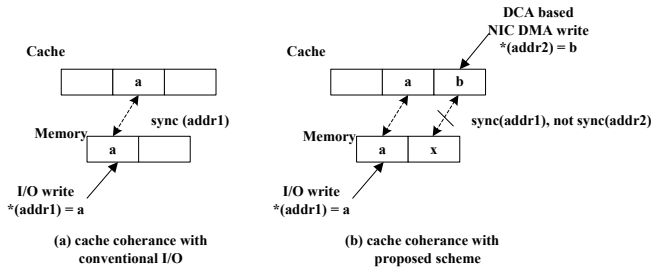 Cache
a
sync (addr1)
Memory
a
I/O write
*(addr1) = a
(a) cache coherance with
conventional I/O
DCA based
NIC DMA write
*(addr2) = b
Cache
a b
sync(addr1), not sync(addr2)
Memory
a x
I/O write
*(addr1) = a
(b) cache coherance with
proposed scheme